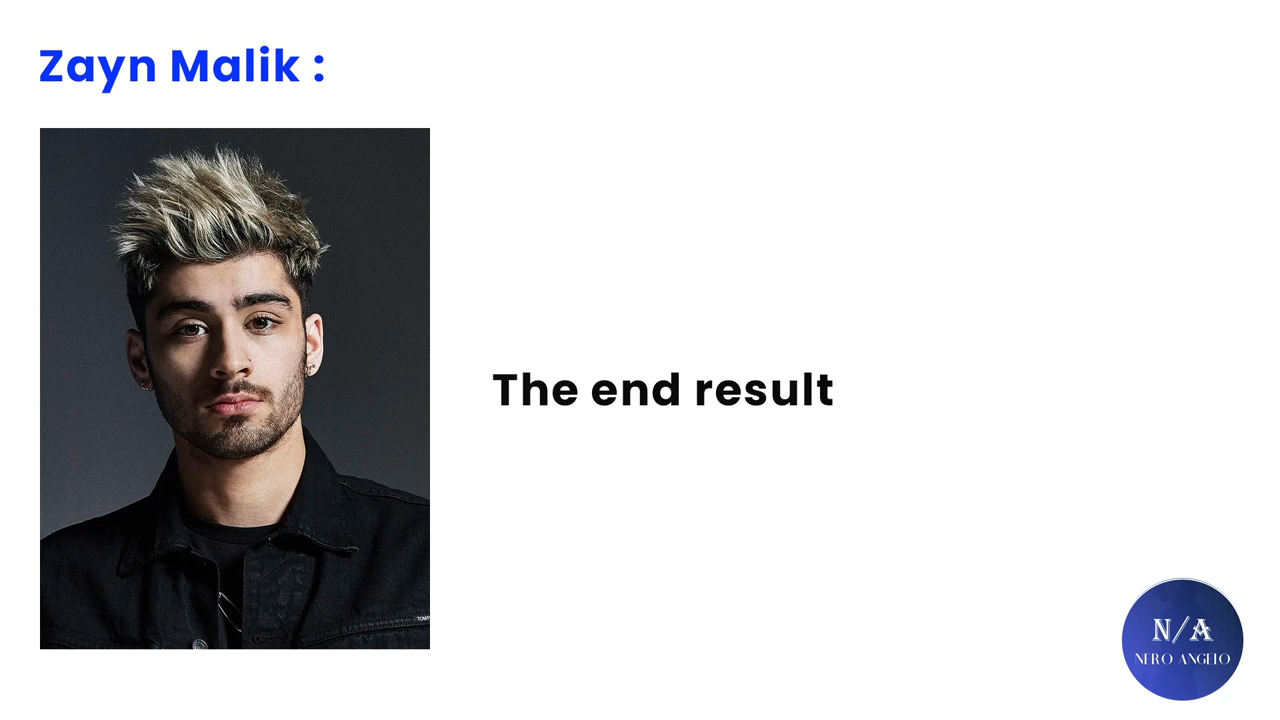 Zayn Malik :
The end result
N/A
NERO ANGELO